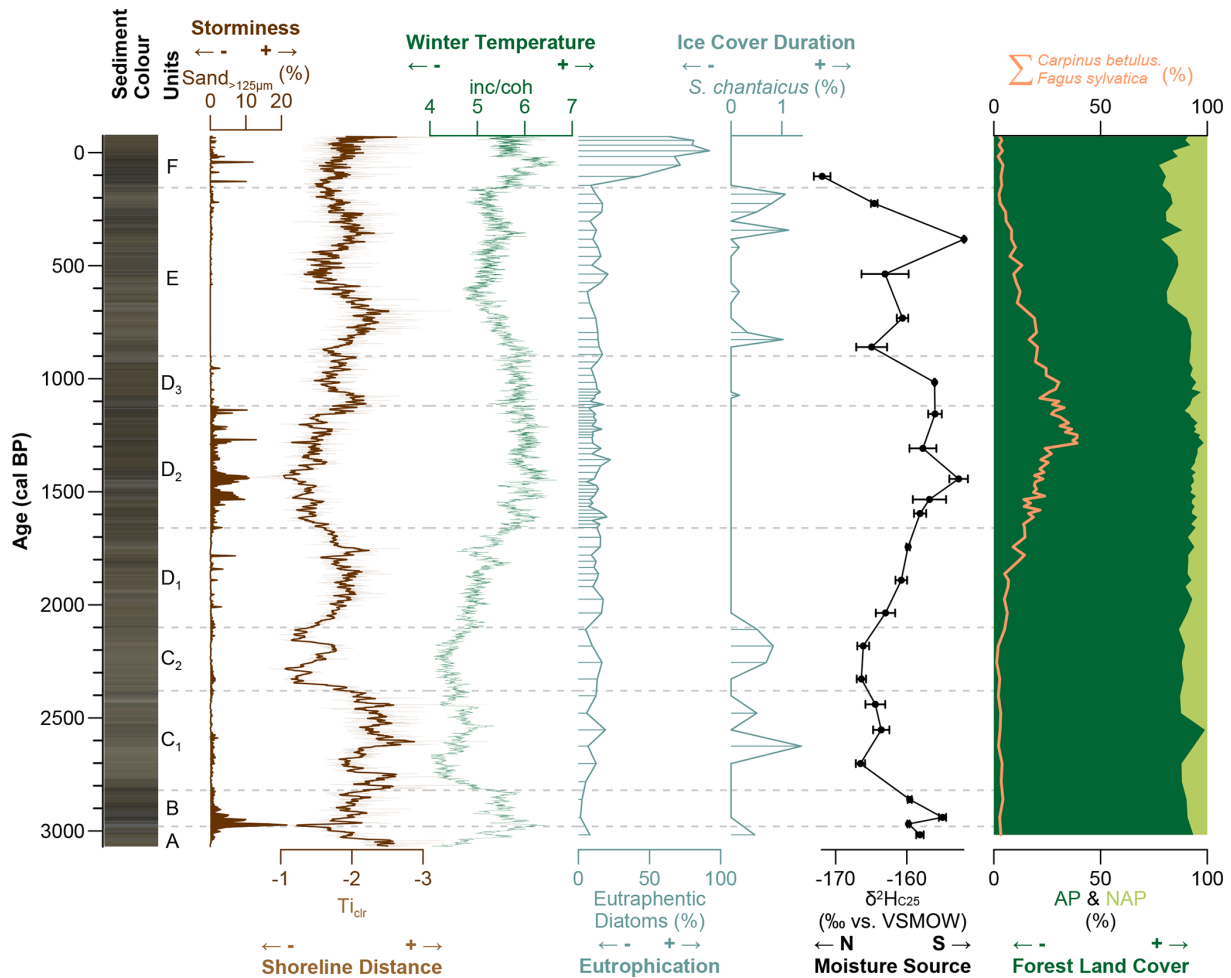 Storminess
← - + →
Sand>125μm (%)
0 10 20
Sediment
Colour
Units
Winter Temperature
← - + →
inc/coh
4 5 6 7
Ice Cover Duration
← - + →
S. chantaicus (%)
0 1
∑ Carpinus betulus.
Fagus sylvatica (%)
0 50 100
Age (cal BP)
0
500
1000
1500
2000
2500
3000
F
E
D3
D2
D1
C2
C1
B
A
-1 -2 -3
Ticlr
← - + →
Shoreline Distance
0 50 100
Eutraphentic
Diatoms (%)
← - + →
Eutrophication
-170 -160
δ²HC25
(‰ vs. VSMOW)
← N S →
Moisture Source
0 50 100
AP & NAP
(%)
← - + →
Forest Land Cover